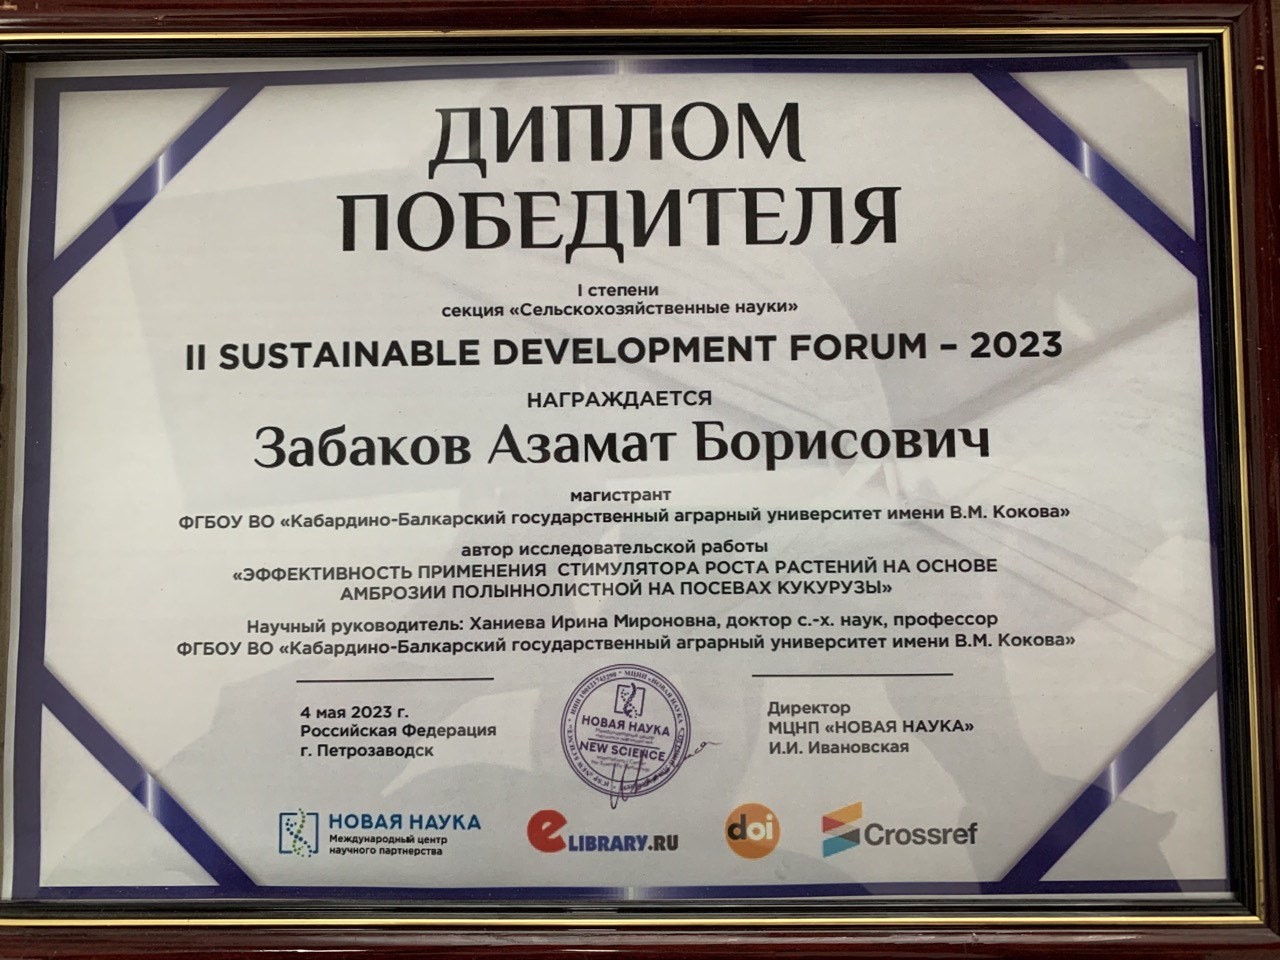 ДИПЛОМ
ПОБЕДИТЕЛЯ
I степени
секция «Сельскохозяйственные науки»
II SUSTAINABLE DEVELOPMENT FORUM – 2023
НАГРАЖДАЕТСЯ
Забаков Азамат Борисович
магистрант
ФГБОУ ВО «Кабардино-Балкарский государственный аграрный университет имени В.М. Кокова»
автор исследовательской работы
«ЭФФЕКТИВНОСТЬ ПРИМЕНЕНИЯ СТИМУЛЯТОРА РОСТА РАСТЕНИЙ НА ОСНОВЕ
АМБРОЗИИ ПОЛЫННОЛИСТНОЙ НА ПОСЕВАХ КУКУРУЗЫ»
Научный руководитель: Ханиева Ирина Мироновна, доктор с.-х. наук, профессор
ФГБОУ ВО «Кабардино-Балкарский государственный аграрный университет имени В.М. Кокова»
4 мая 2023 г.
Российская Федерация
г. Петрозаводск
НОВАЯ НАУКА
NEW SCIENCE
Директор
МЦНП «НОВАЯ НАУКА»
И.И. Ивановская
НОВАЯ НАУКА
Международный центр
научного партнерства
eLIBRARY.RU
doi
Crossref